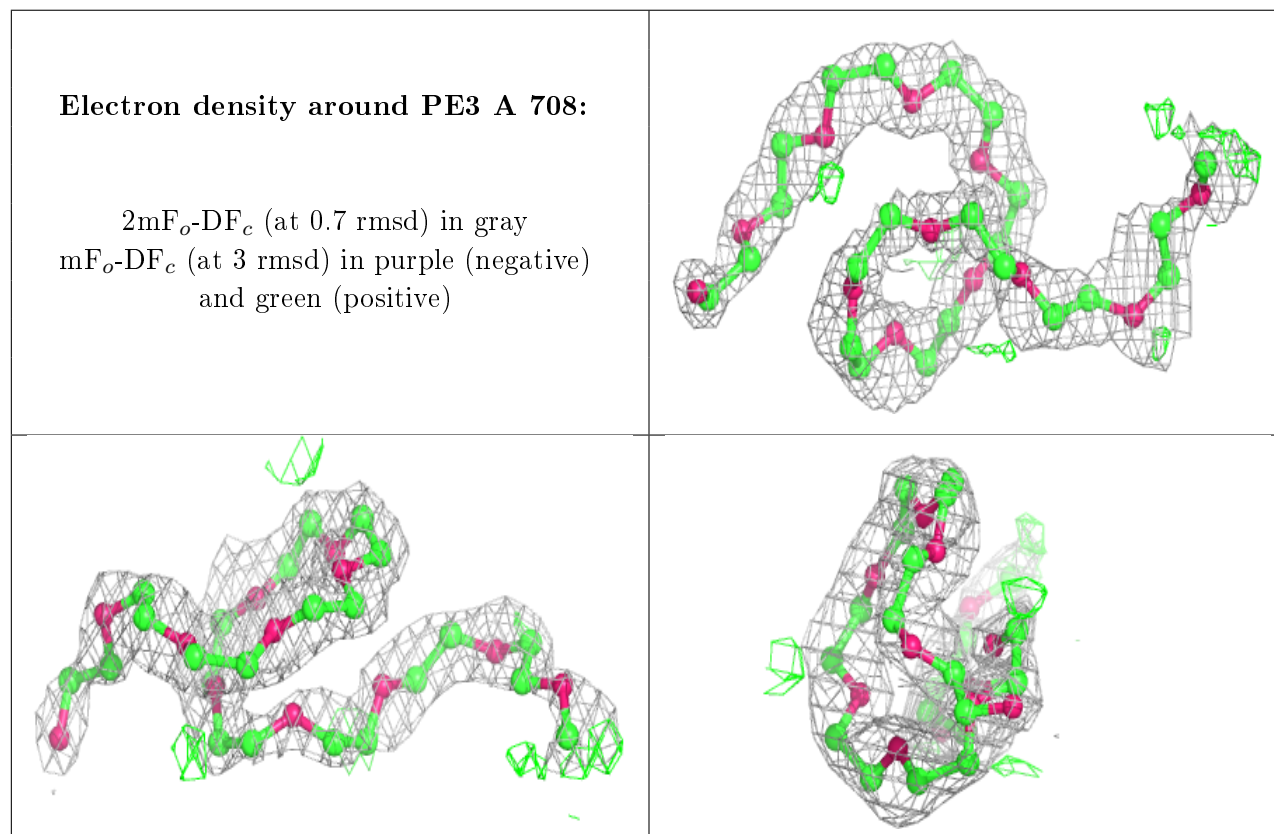 Electron density around PE3 A 708:
2mFₒ-DF𝒸 (at 0.7 rmsd) in gray
mFₒ-DF𝒸 (at 3 rmsd) in purple (negative)
and green (positive)